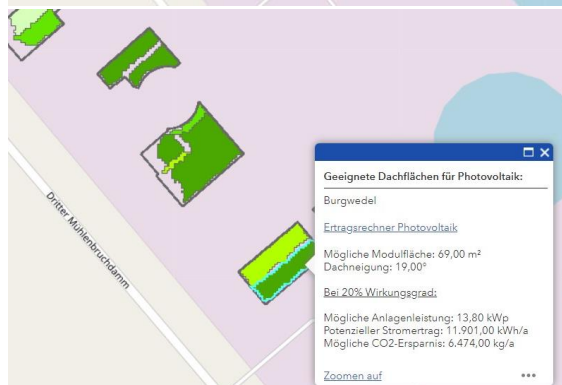 Dritter Mühlenbruchdamm
Geeignete Dachflächen für Photovoltaik:
Burgwedel
Ertragsrechner Photovoltaik
Mögliche Modulfläche: 69,00 m²
Dachneigung: 19,00°
Bei 20% Wirkungsgrad:
Mögliche Anlagenleistung: 13,80 kWp
Potenzieller Stromertrag: 11.901,00 kWh/a
Mögliche CO2-Ersparnis: 6.474,00 kg/a
Zoomen auf